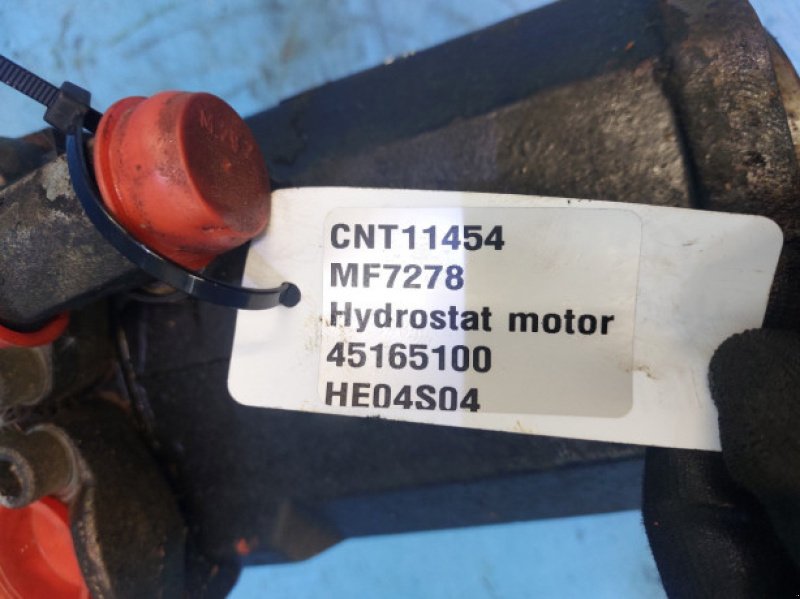 CNT11454
MF7278
Hydrostat motor
45165100
HE04S04